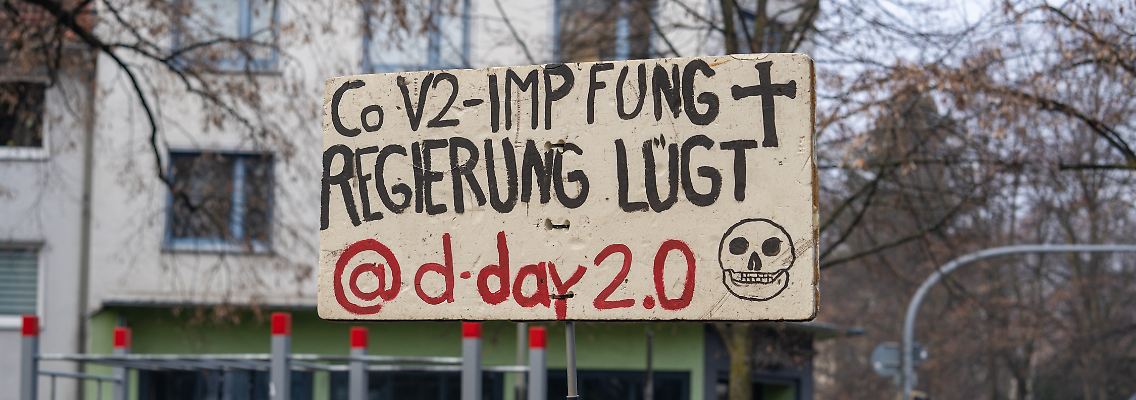 CoV2-IMPFUNG
REGIERUNG LÜGT
@d·day2.0